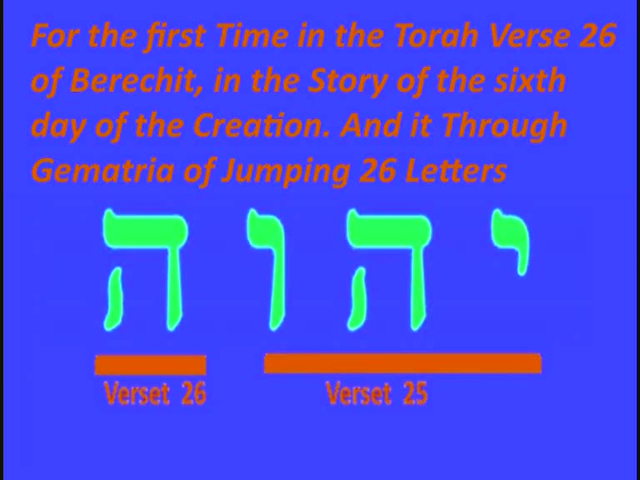 For the first Time in the Torah Verse 26
of Berechit, in the Story of the sixth
day of the Creation. And it Through
Gematria of Jumping 26 Letters
יהוה
Verset 26 Verset 25